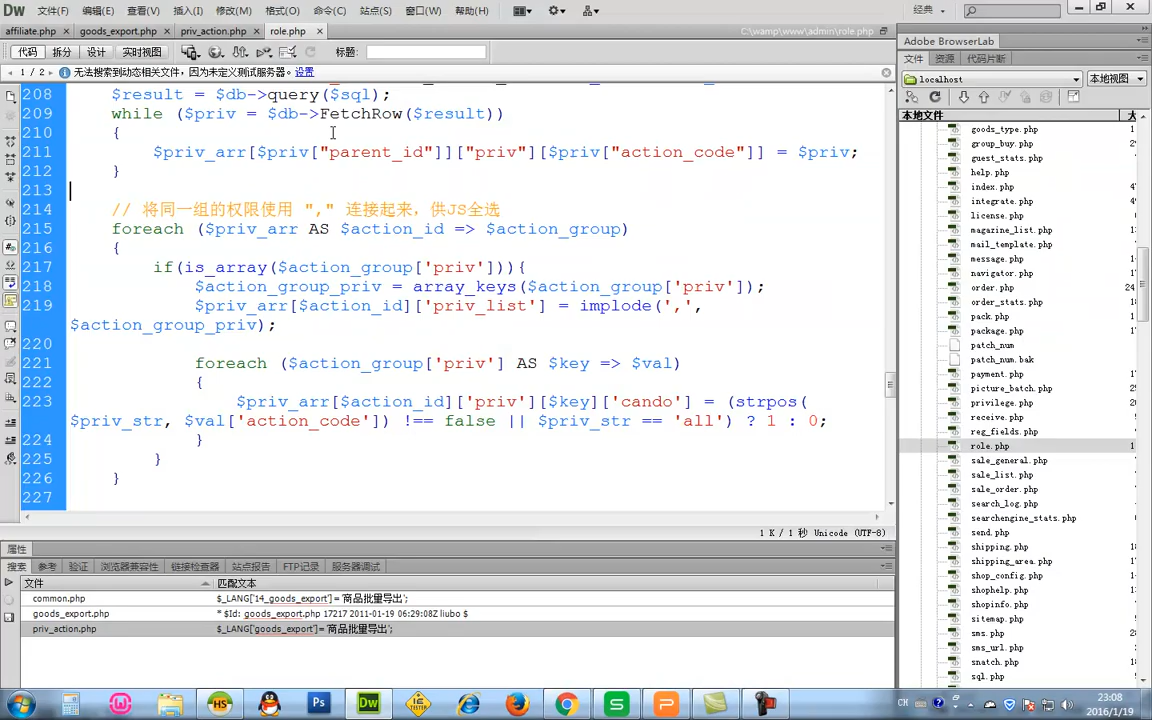 Dw 文件(F) 编辑(E) 查看(V) 插入(I) 修改(M) 格式(O) 命令(C) 站点(S) 窗口(W) 帮助(H) 经典
affiliate.php × goods_export.php × priv_action.php × role.php × C:\wamp\www\admin\role.php
代码 拆分 设计 实时视图 标题:
1 / 2 无法搜索到动态相关文件，因为未定义测试服务器。 设置
208 $result = $db->query($sql);
209 while ($priv = $db->FetchRow($result))
210 {
211 $priv_arr[$priv["parent_id"]]["priv"][$priv["action_code"]] = $priv;
212 }
213
214 // 将同一组的权限使用 "," 连接起来，供JS全选
215 foreach ($priv_arr AS $action_id => $action_group)
216 {
217 if(is_array($action_group['priv'])){
218 $action_group_priv = array_keys($action_group['priv']);
219 $priv_arr[$action_id]['priv_list'] = implode(',',
$action_group_priv);
220
221 foreach ($action_group['priv'] AS $key => $val)
222 {
223 $priv_arr[$action_id]['priv'][$key]['cando'] = (strpos(
$priv_str, $val['action_code']) !== false || $priv_str == 'all') ? 1 : 0;
224 }
225 }
226 }
227
1 K / 1 秒 Unicode (UTF-8)
属性
搜索 参考 验证 浏览器兼容性 链接检查器 站点报告 FTP记录 服务器调试
文件 匹配文本
common.php $_LANG['14_goods_export']='商品批量导出';
goods_export.php * $Id: goods_export.php 17217 2011-01-19 06:29:08Z liubo $
priv_action.php $_LANG['goods_export']='商品批量导出';
Adobe BrowserLab
文件 资源 代码片断
localhost 本地视图
本地文件 大
goods_type.php 1
group_buy.php 29
guest_stats.php
help.php
index.php 47
integrate.php
license.php
magazine_list.php
mail_template.php
message.php
navigator.php
order.php 24
order_stats.php
pack.php
package.php
patch_num
patch_num.bak
payment.php
picture_batch.php
privilege.php
receive.php
reg_fields.php
role.php 1
sale_general.php
sale_list.php
sale_order.php
search_log.php
searchengine_stats.php
send.php
shipping.php
shipping_area.php
shop_config.php
shophelp.php
shopinfo.php
sitemap.php
sms.php
sms_url.php
snatch.php
sql.php
HS Ps Dw TESTER S P CH 23:08
2016/1/19